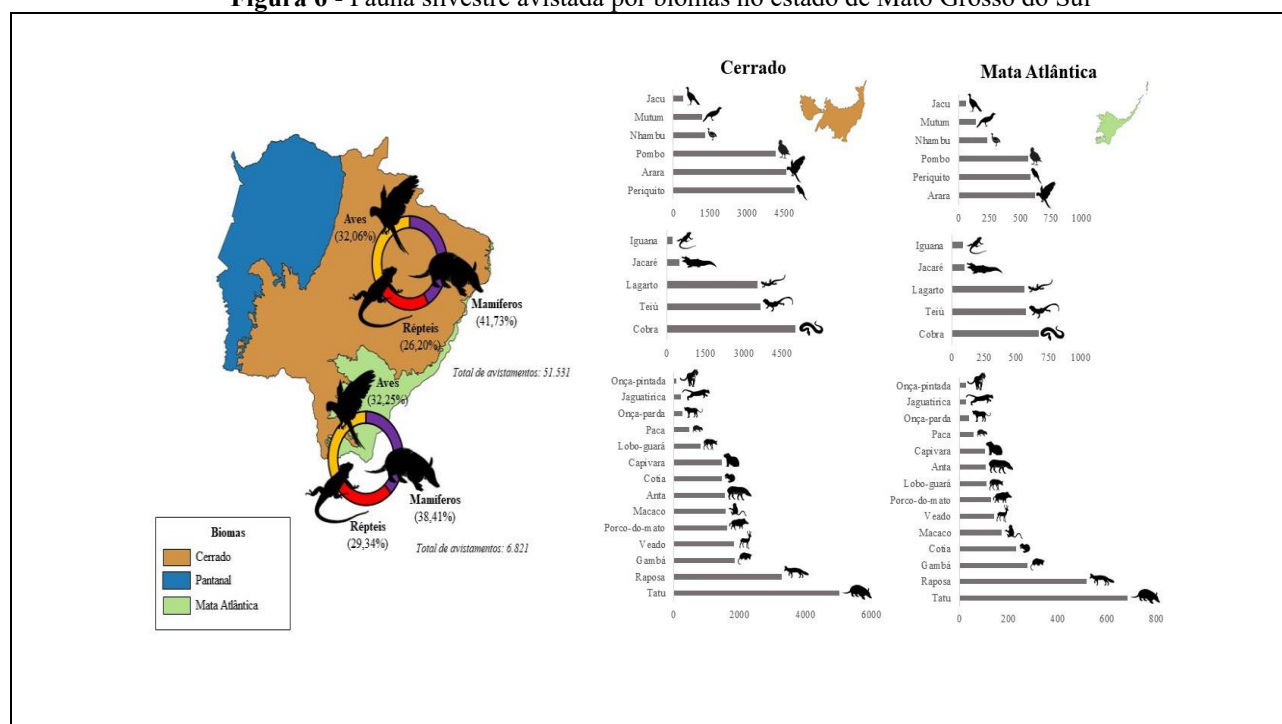 Figura 6 - Fauna silvestre avistada por biomas no estado de Mato Grosso do Sul
Aves
(32,06%)
Mamíferos
(41,73%)
Répteis
(26,20%)
Total de avistamentos: 51.531
Aves
(32,25%)
Mamíferos
(38,41%)
Répteis
(29,34%)
Total de avistamentos: 6.821
Biomas
Cerrado
Pantanal
Mata Atlântica
Cerrado
Jacu
Mutum
Nhambu
Pombo
Arara
Periquito
0 1500 3000 4500
Iguana
Jacaré
Lagarto
Teiú
Cobra
0 1500 3000 4500
Onça-pintada
Jaguatirica
Onça-parda
Paca
Lobo-guará
Capivara
Cotia
Anta
Macaco
Porco-do-mato
Veado
Gambá
Raposa
Tatu
0 2000 4000 6000
Mata Atlântica
Jacu
Mutum
Nhambu
Pombo
Periquito
Arara
0 250 500 750 1000
Iguana
Jacaré
Lagarto
Teiú
Cobra
0 250 500 750 1000
Onça-pintada
Jaguatirica
Onça-parda
Paca
Capivara
Anta
Lobo-guará
Porco-do-mato
Veado
Macaco
Cotia
Gambá
Raposa
Tatu
0 200 400 600 800